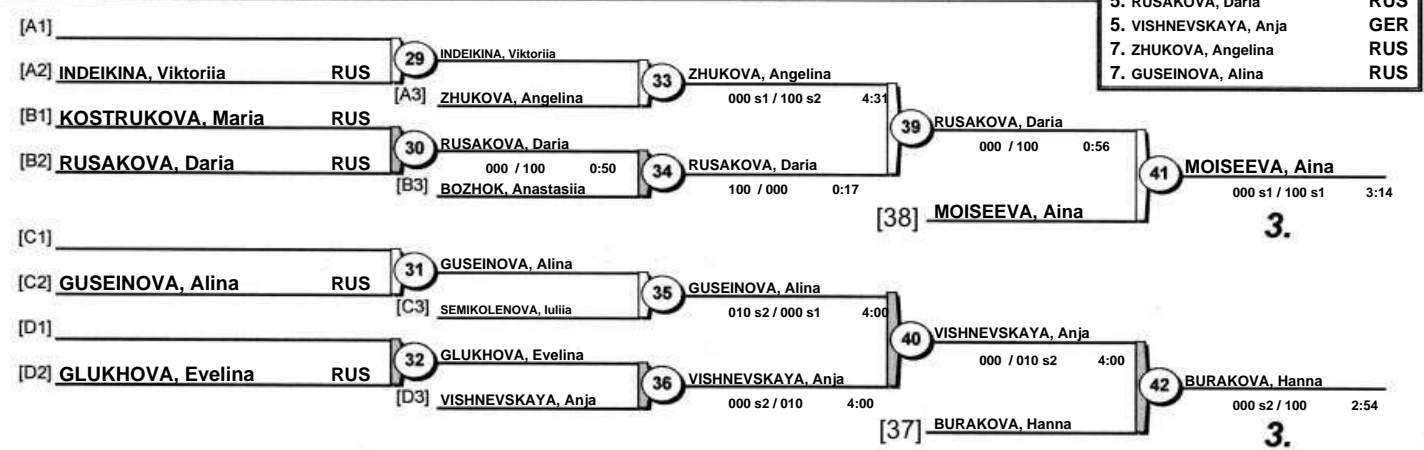 5. RUSAKOVA, Daria RUS
5. VISHNEVSKAYA, Anja GER
7. ZHUKOVA, Angelina RUS
7. GUSEINOVA, Alina RUS
[A1]
[A2] INDEIKINA, Viktoriia RUS
29
INDEIKINA, Viktoriia
[A3] ZHUKOVA, Angelina
33
ZHUKOVA, Angelina
000 s1 / 100 s2 4:31
[B1] KOSTRUKOVA, Maria RUS
[B2] RUSAKOVA, Daria RUS
30
RUSAKOVA, Daria
000 / 100 0:50
[B3] BOZHOK, Anastasiia
34
RUSAKOVA, Daria
100 / 000 0:17
39
RUSAKOVA, Daria
000 / 100 0:56
[38] MOISEEVA, Aina
41
MOISEEVA, Aina
000 s1 / 100 s1 3:14
3.
[C1]
[C2] GUSEINOVA, Alina RUS
31
GUSEINOVA, Alina
[C3] SEMIKOLENOVA, Iuliia
35
GUSEINOVA, Alina
010 s2 / 000 s1 4:00
[D1]
[D2] GLUKHOVA, Evelina RUS
32
GLUKHOVA, Evelina
[D3] VISHNEVSKAYA, Anja
36
VISHNEVSKAYA, Anja
000 s2 / 010 4:00
40
VISHNEVSKAYA, Anja
000 / 010 s2 4:00
[37] BURAKOVA, Hanna
42
BURAKOVA, Hanna
000 s2 / 100 2:54
3.